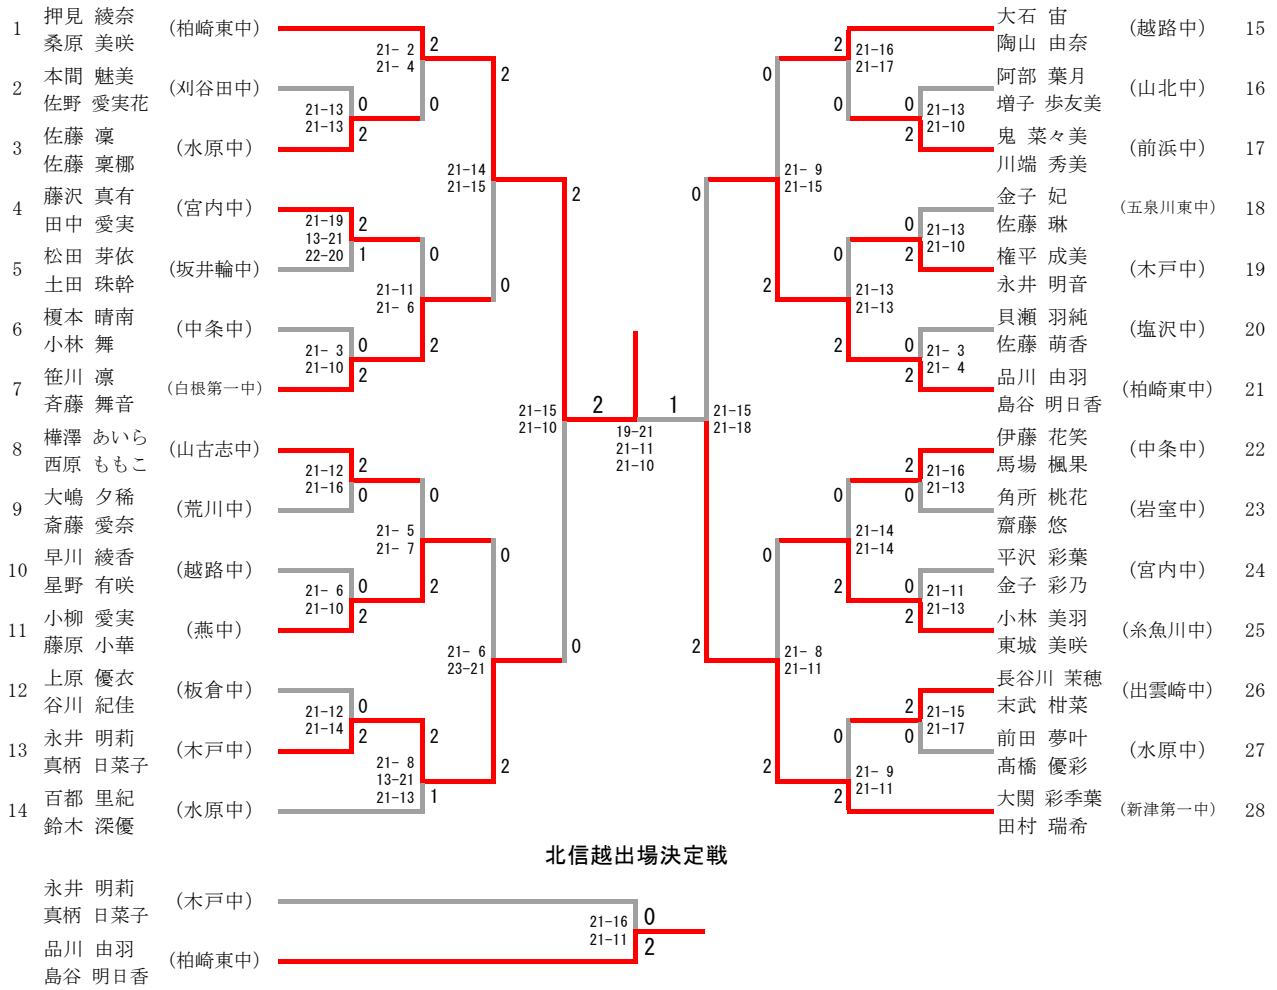 1 押見 綾奈 (柏崎東中)
桑原 美咲
2 本間 魅美 (刈谷田中)
佐野 愛実花
3 佐藤 凜 (水原中)
佐藤 稟梛
4 藤沢 真有 (宮内中)
田中 愛実
5 松田 芽依 (坂井輪中)
土田 珠幹
6 榎本 晴南 (中条中)
小林 舞
7 笹川 凛 (白根第一中)
斉藤 舞音
8 樺澤 あいら (山古志中)
西原 ももこ
9 大嶋 夕稀 (荒川中)
斎藤 愛奈
10 早川 綾香 (越路中)
星野 有咲
11 小柳 愛実 (燕中)
藤原 小華
12 上原 優衣 (板倉中)
谷川 紀佳
13 永井 明莉 (木戸中)
真柄 日菜子
14 百都 里紀 (水原中)
鈴木 深優
21- 2
21- 4
2
0
21-13
21-13
0
2
21-19
13-21
22-20
2
1
21- 3
21-10
0
2
21-11
21- 6
0
2
21-14
21-15
2
0
21-12
21-16
2
0
21- 6
21-10
0
2
21- 5
21- 7
0
2
21-12
21-14
0
2
21- 8
13-21
21-13
2
1
21- 6
23-21
0
2
21-15
21-10
2
0
2 1
19-21
21-11
21-10
大石 宙 (越路中) 15
陶山 由奈
阿部 葉月 (山北中) 16
増子 歩友美
鬼 菜々美 (前浜中) 17
川端 秀美
金子 妃 (五泉川東中) 18
佐藤 琳
権平 成美 (木戸中) 19
永井 明音
貝瀬 羽純 (塩沢中) 20
佐藤 萌香
品川 由羽 (柏崎東中) 21
島谷 明日香
伊藤 花笑 (中条中) 22
馬場 楓果
角所 桃花 (岩室中) 23
齋藤 悠
平沢 彩葉 (宮内中) 24
金子 彩乃
小林 美羽 (糸魚川中) 25
東城 美咲
長谷川 茉穂 (出雲崎中) 26
末武 柑菜
前田 夢叶 (水原中) 27
髙橋 優彩
大関 彩季葉 (新津第一中) 28
田村 瑞希
2
0
21-16
21-17
0
2
21-13
21-10
0
2
21- 9
21-15
0
2
21-13
21-10
0
2
21-13
21-13
0
2
21- 3
21- 4
0
2
21-15
21-18
2
0
21-16
21-13
0
2
21-14
21-14
0
2
21-11
21-13
0
2
21- 8
21-11
2
0
21-15
21-17
0
2
21- 9
21-11
北信越出場決定戦
永井 明莉 (木戸中)
真柄 日菜子
品川 由羽 (柏崎東中)
島谷 明日香
21-16
21-11
0
2